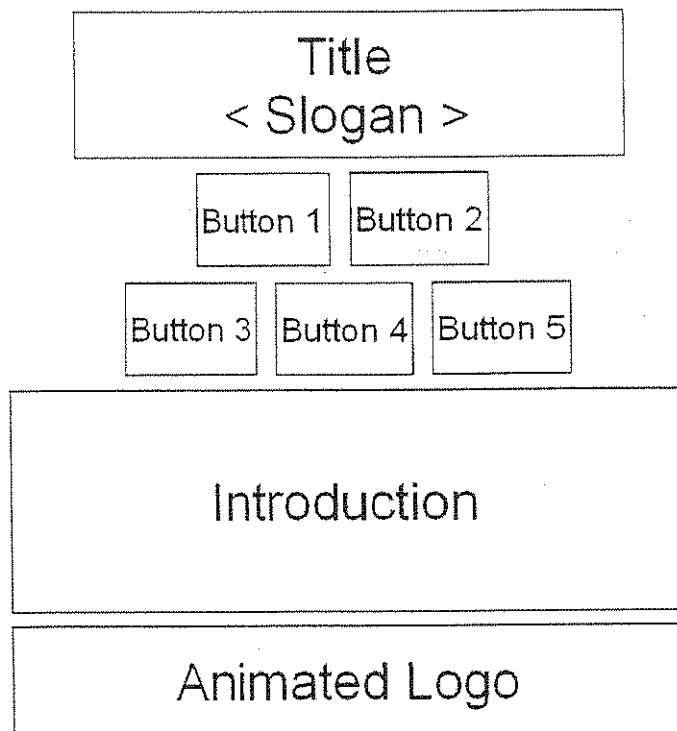 Title
< Slogan >
Button 1 Button 2
Button 3 Button 4 Button 5
Introduction
Animated Logo